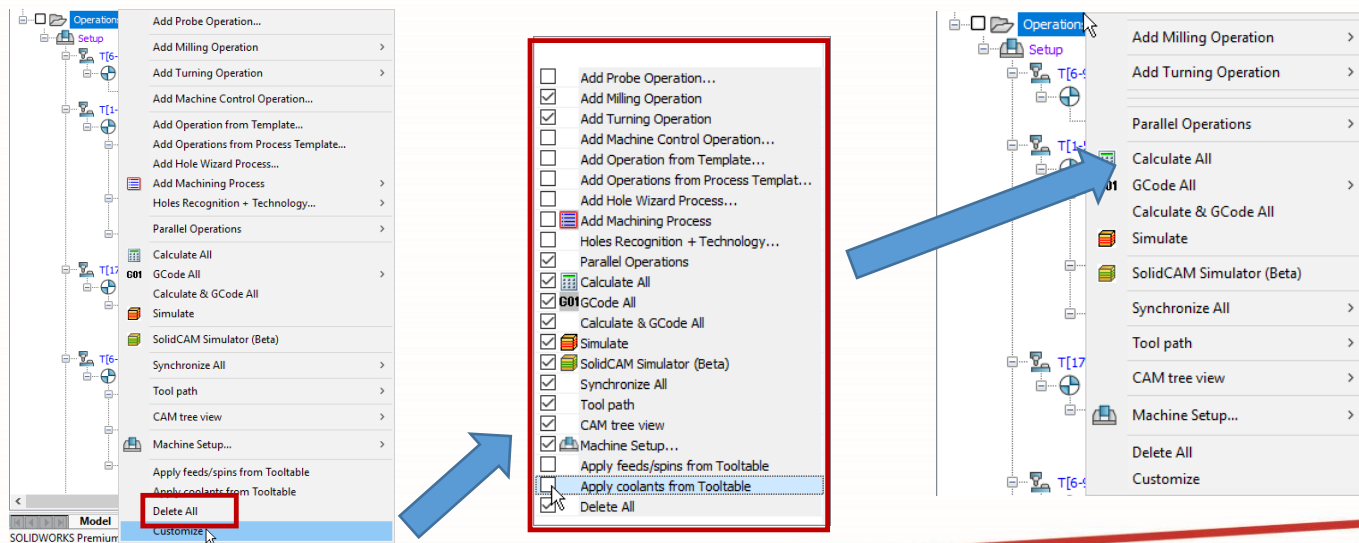 Operation
Setup
T[6-
T[1-
T[17
T[6-
Add Probe Operation...
Add Milling Operation
Add Turning Operation
Add Machine Control Operation...
Add Operation from Template...
Add Operations from Process Template...
Add Hole Wizard Process...
Add Machining Process
Holes Recognition + Technology...
Parallel Operations
Calculate All
G01 GCode All
Calculate & GCode All
Simulate
SolidCAM Simulator (Beta)
Synchronize All
Tool path
CAM tree view
Machine Setup...
Apply feeds/spins from Tooltable
Apply coolants from Tooltable
Delete All
Customize
Model
SOLIDWORKS Premium
Add Probe Operation...
Add Milling Operation
Add Turning Operation
Add Machine Control Operation...
Add Operation from Template...
Add Operations from Process Templat...
Add Hole Wizard Process...
Add Machining Process
Holes Recognition + Technology...
Parallel Operations
Calculate All
G01 GCode All
Calculate & GCode All
Simulate
SolidCAM Simulator (Beta)
Synchronize All
Tool path
CAM tree view
Machine Setup...
Apply feeds/spins from Tooltable
Apply coolants from Tooltable
Delete All
Operation
Setup
T[6-9
T[1-
T[17
T[6-9
Add Milling Operation
Add Turning Operation
Parallel Operations
Calculate All
GCode All
Calculate & GCode All
Simulate
SolidCAM Simulator (Beta)
Synchronize All
Tool path
CAM tree view
Machine Setup...
Delete All
Customize